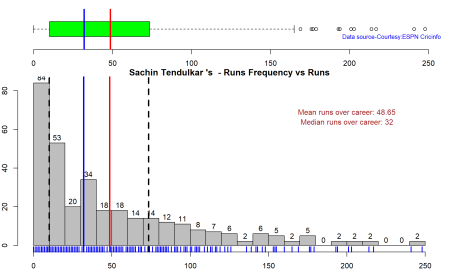 Data source-Courtesy:ESPN Cricinfo
0 50 100 150 200 250
Sachin Tendulkar 's - Runs Frequency vs Runs
Mean runs over career: 48.65
Median runs over career: 32
80
60
40
20
0
84 53 20 34 18 18 14 14 12 11 8 7 6 2 6 5 2 5 0 2 2 2 0 0 2
0 50 100 150 200 250